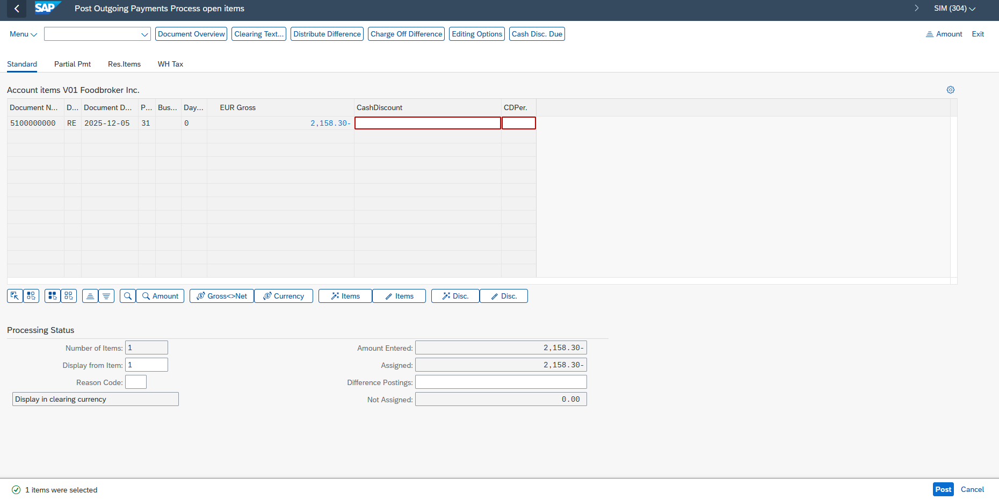 SAP Post Outgoing Payments Process open items SIM (304)
Menu Document Overview Clearing Text... Distribute Difference Charge Off Difference Editing Options Cash Disc. Due Amount Exit
Standard Partial Pmt Res.Items WH Tax
Account items V01 Foodbroker Inc.
Document N... D... Document D... P... Bus... Day... EUR Gross CashDiscount CDPer.
5100000000 RE 2025-12-05 31 0 2,158.30-
Amount Gross<>Net Currency Items Items Disc. Disc.
Processing Status
Number of Items: 1 Amount Entered: 2,158.30-
Display from Item: 1 Assigned: 2,158.30-
Reason Code: Difference Postings:
Display in clearing currency Not Assigned: 0.00
1 items were selected Post Cancel